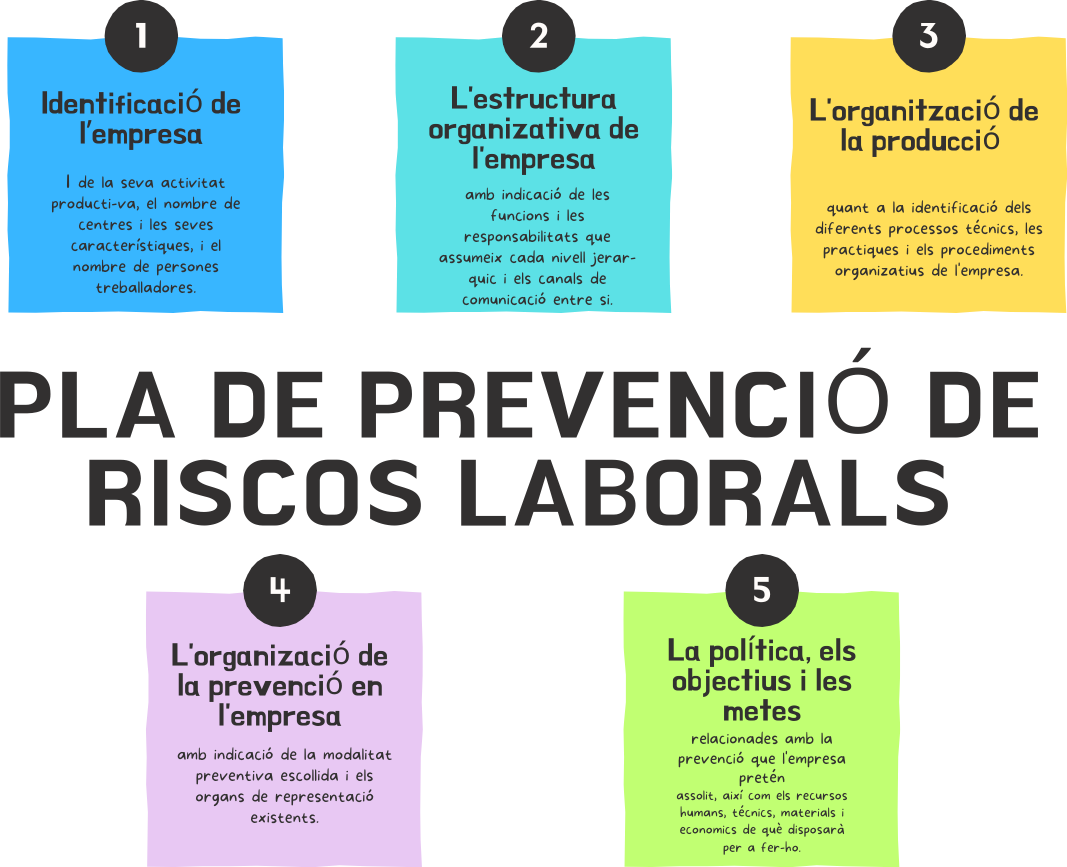 1
Identificació de
l'empresa
I de la seva activitat
producti-va, el nombre de
centres i les seves
característiques, i el
nombre de persones
treballadores.
2
L'estructura
organizativa de
l'empresa
amb indicació de les
funcions i les
responsabilitats que
assumeix cada nivell jerar-
quic i els canals de
comunicació entre si.
3
L'organització de
la producció
quant a la identificació dels
diferents processos técnics, les
practiques i els procediments
organizatius de l'empresa.
PLA DE PREVENCIÓ DE
RISCOS LABORALS
4
L'organizació de
la prevenció en
l'empresa
amb indicació de la modalitat
preventiva escollida i els
organs de representació
existents.
5
La política, els
objectius i les
metes
relacionades amb la
prevenció que l'empresa
pretén
assolit, així com els recursos
humans, técnics, materials i
economics de què disposarà
per a fer-ho.